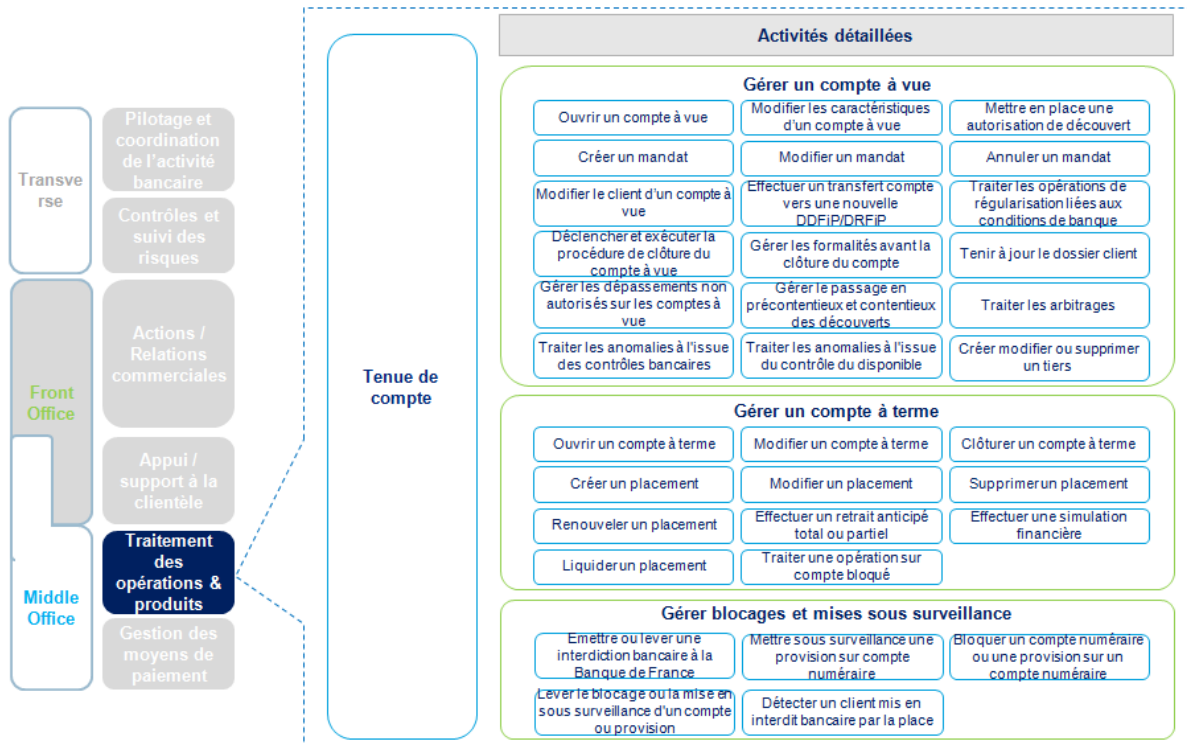 Activités détaillées
Transve
rse
Front
Office
Middle
Office
Pilotage et
coordination
de l'activité
bancaire
Contrôles et
suivi des
risques
Actions /
Relations
commerciales
Appui /
support à la
clientèle
Traitement
des
opérations &
produits
Gestion des
moyens de
paiement
Tenue de
compte
Gérer un compte à vue
Ouvrir un compte à vue
Modifier les caractéristiques
d'un compte à vue
Mettre en place une
autorisation de découvert
Créer un mandat
Modifier un mandat
Annuler un mandat
Modifier le client d'un compte à
vue
Effectuer un transfert compte
vers une nouvelle
DDFiP/DRFiP
Traiter les opérations de
régularisation liées aux
conditions de banque
Déclencher et exécuter la
procédure de clôture du
compte à vue
Gérer les formalités avant la
clôture du compte
Tenir à jour le dossier client
Gérer les dépassements non
autorisés sur les comptes à
vue
Gérer le passage en
précontentieux et contentieux
des découverts
Traiter les arbitrages
Traiter les anomalies à l'issue
des contrôles bancaires
Traiter les anomalies à l'issue
du contrôle du disponible
Créer modifier ou supprimer
un tiers
Gérer un compte à terme
Ouvrir un compte à terme
Modifier un compte à terme
Clôturer un compte à terme
Créer un placement
Modifier un placement
Supprimer un placement
Renouveler un placement
Effectuer un retrait anticipé
total ou partiel
Effectuer une simulation
financière
Liquider un placement
Traiter une opération sur
compte bloqué
Gérer blocages et mises sous surveillance
Emettre ou lever une
interdiction bancaire à la
Banque de France
Mettre sous surveillance une
provision sur compte
numéraire
Bloquer un compte numéraire
ou une provision sur un
compte numéraire
Lever le blocage ou la mise en
sous surveillance d'un compte
ou provision
Détecter un client mis en
interdit bancaire par la place